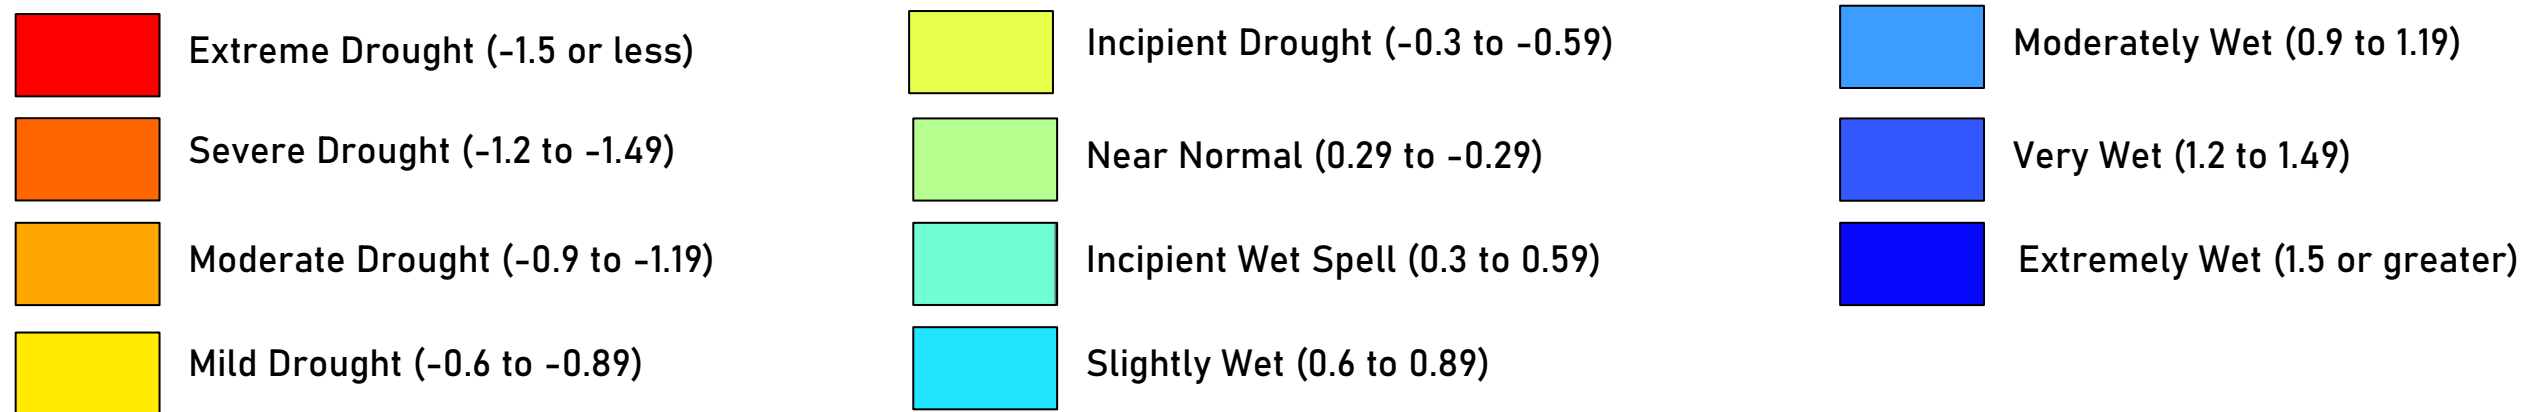 Extreme Drought (-1.5 or less)
Severe Drought (-1.2 to -1.49)
Moderate Drought (-0.9 to -1.19)
Mild Drought (-0.6 to -0.89)
Incipient Drought (-0.3 to -0.59)
Near Normal (0.29 to -0.29)
Incipient Wet Spell (0.3 to 0.59)
Slightly Wet (0.6 to 0.89)
Moderately Wet (0.9 to 1.19)
Very Wet (1.2 to 1.49)
Extremely Wet (1.5 or greater)